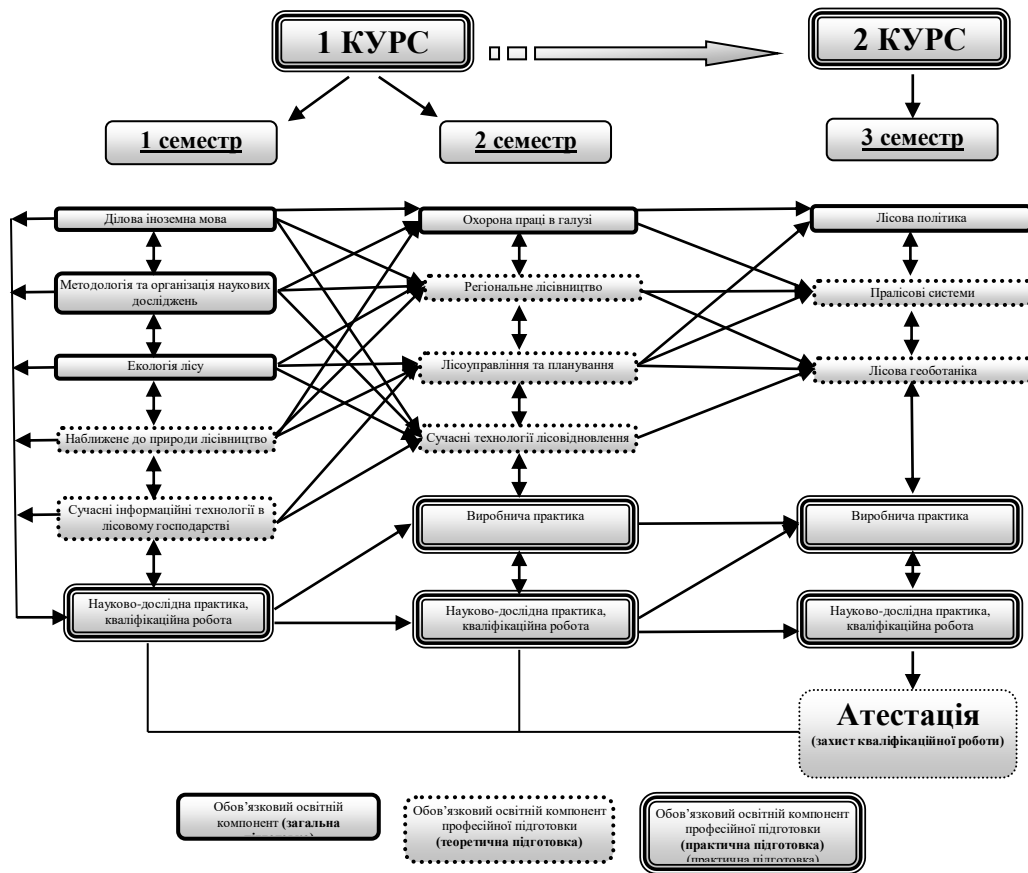 1 КУРС
2 КУРС
1 семестр
2 семестр
3 семестр
Ділова іноземна мова
Охорона праці в галузі
Лісова політика
Методологія та організація наукових
досліджень
Регіональне лісівництво
Пралісові системи
Екологія лісу
Лісоуправління та планування
Лісова геоботаніка
Наближене до природи лісівництво
Сучасні технології лісовідновлення
Сучасні інформаційні технології в
лісовому господарстві
Виробнича практика
Виробнича практика
Науково-дослідна практика,
кваліфікаційна робота
Науково-дослідна практика,
кваліфікаційна робота
Науково-дослідна практика,
кваліфікаційна робота
Атестація
(захист кваліфікаційної роботи)
Обов’язковий освітній
компонент (загальна
Обов’язковий освітній компонент
професійної підготовки
(теоретична підготовка)
Обов’язковий освітній компонент
професійної підготовки
(практична підготовка)
(практична підготовка)